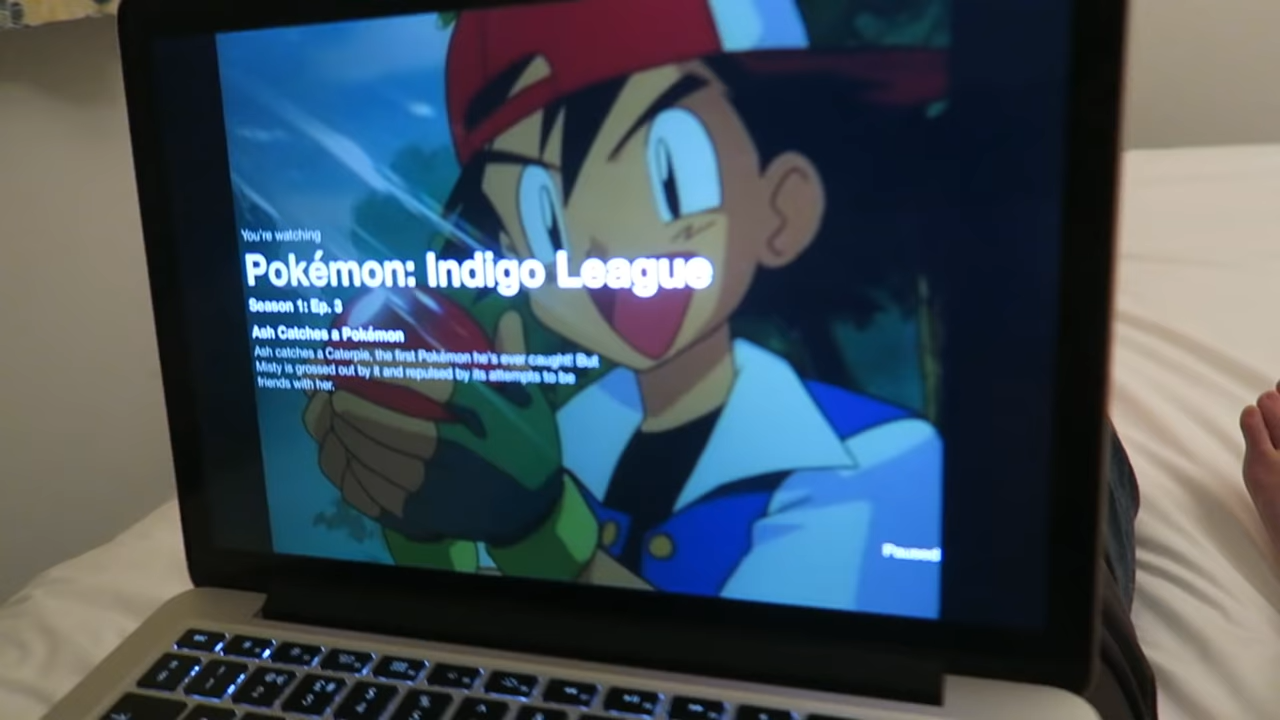 You're watching
Pokémon: Indigo League
Season 1: Ep. 3
Ash Catches a Pokémon
Ash catches a Caterpie, the first Pokémon he's ever caught! But
Misty is grossed out by it and repulsed by its attempts to be
friends with her.
Paused